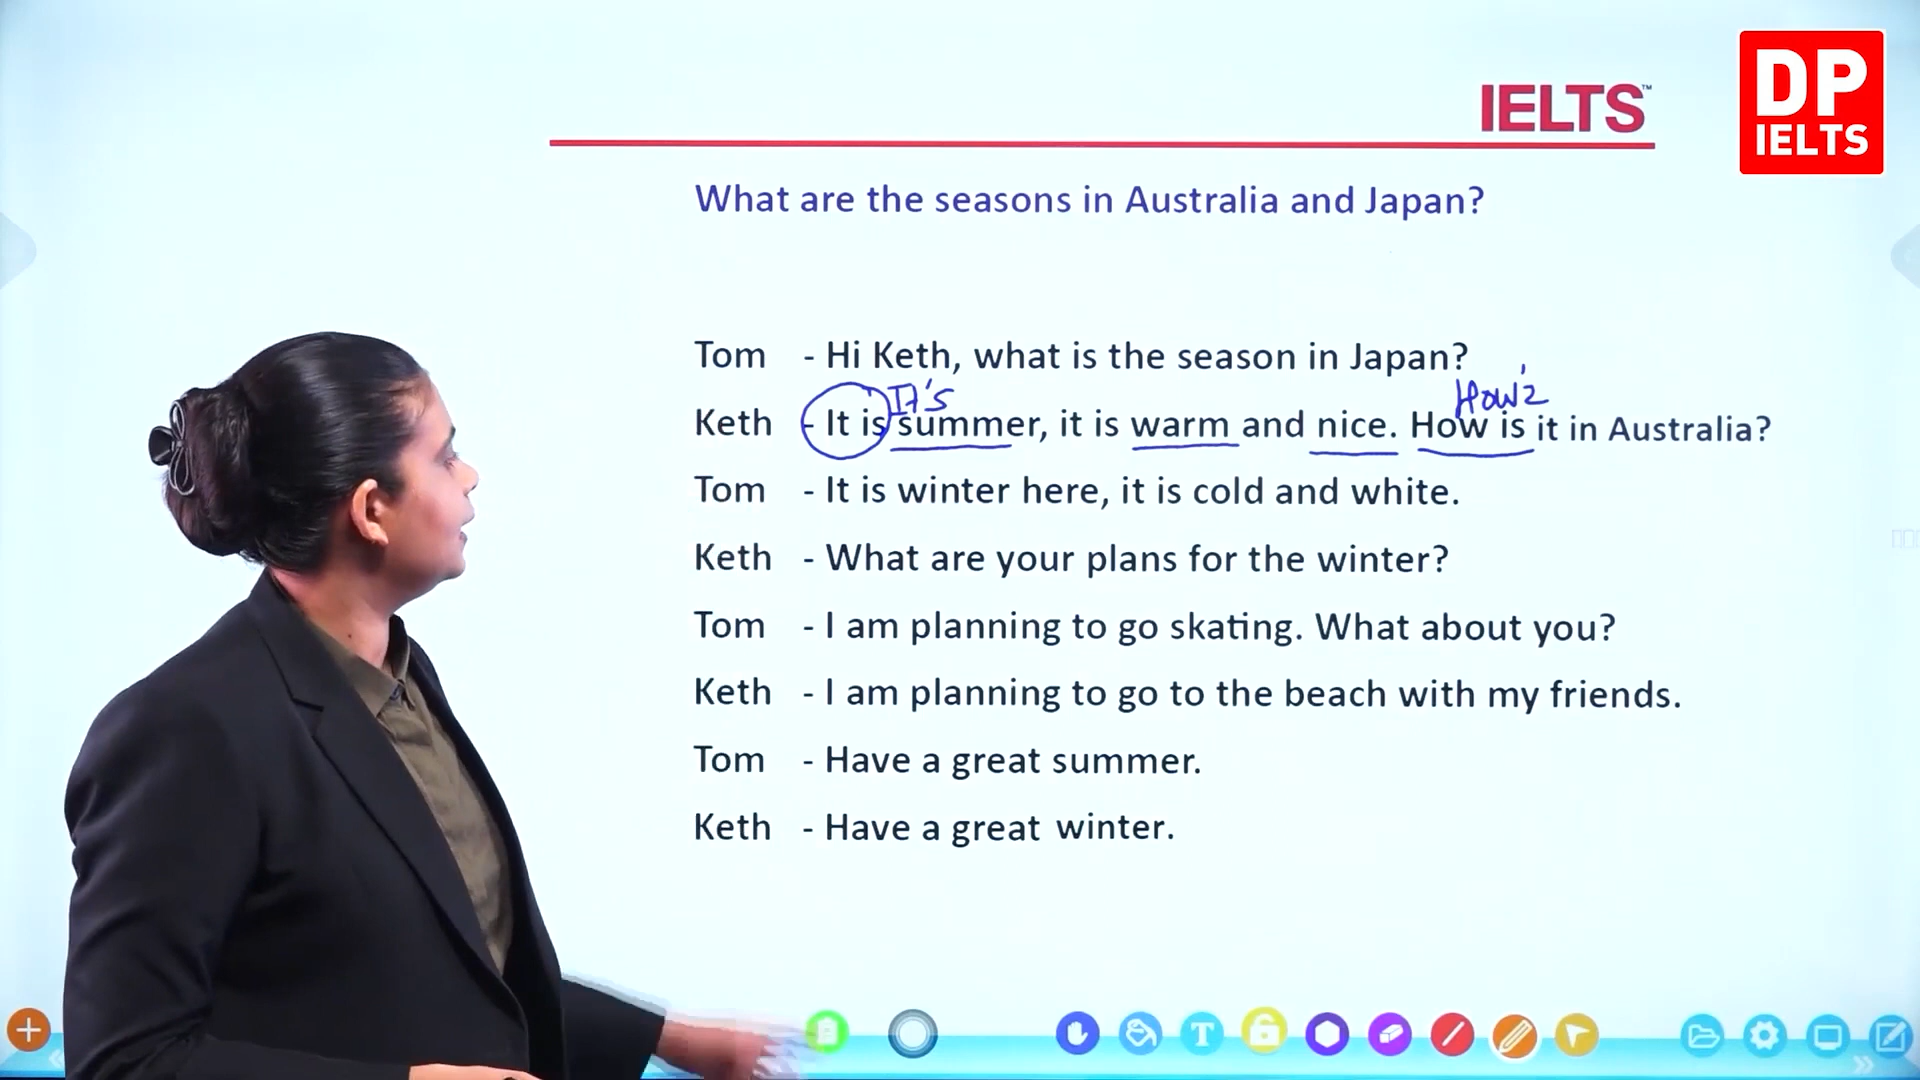 DP
IELTS
IELTS™
What are the seasons in Australia and Japan?
Tom - Hi Keth, what is the season in Japan?
It's How's
Keth - It is summer, it is warm and nice. How is it in Australia?
Tom - It is winter here, it is cold and white.
Keth - What are your plans for the winter?
Tom - I am planning to go skating. What about you?
Keth - I am planning to go to the beach with my friends.
Tom - Have a great summer.
Keth - Have a great winter.
T